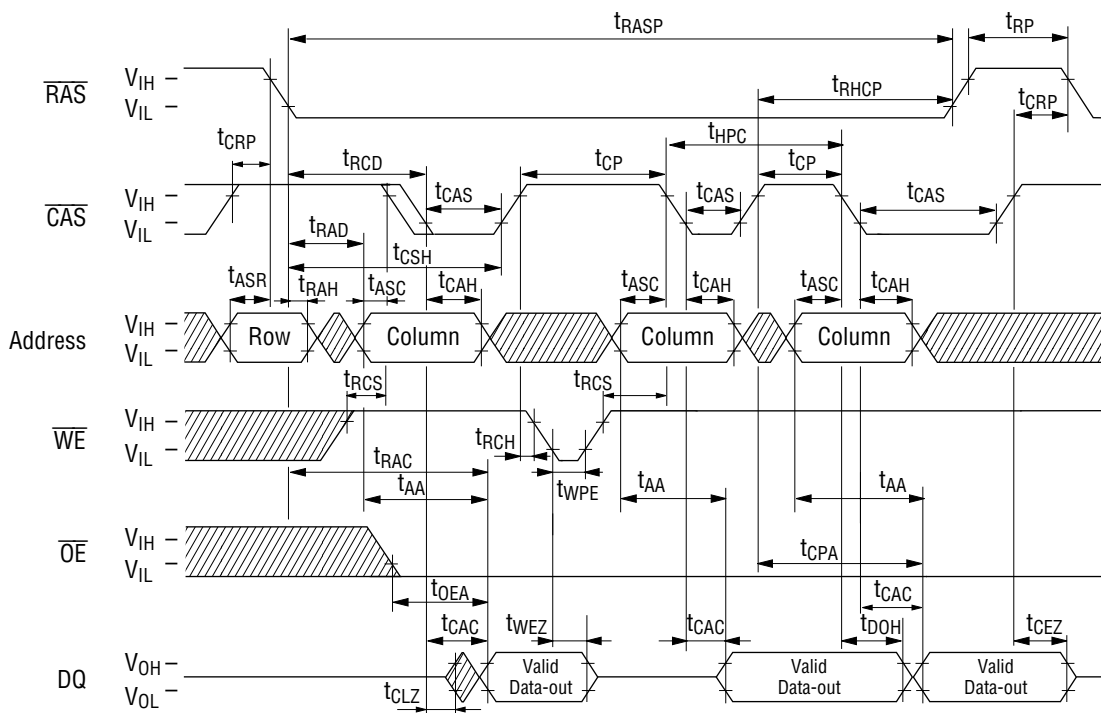 tRASP
tRP
RAS
VIH
VIL
tRHCP
tCRP
tCRP
tRCD
tCP
tHPC
tCP
CAS
VIH
VIL
tCAS
tCAS
tCAS
tRAD
tCSH
tASR
tRAH
tASC
tCAH
tASC
tCAH
tASC
tCAH
Address
VIH
VIL
Row
Column
Column
Column
tRCS
tRCS
WE
VIH
VIL
tRCH
tWPE
tRAC
tAA
tAA
tAA
OE
VIH
VIL
tCPA
tOEA
tCAC
tCAC
tWEZ
tCAC
tDOH
tCEZ
DQ
VOH
VOL
Valid
Data-out
Valid
Data-out
Valid
Data-out
tCLZ